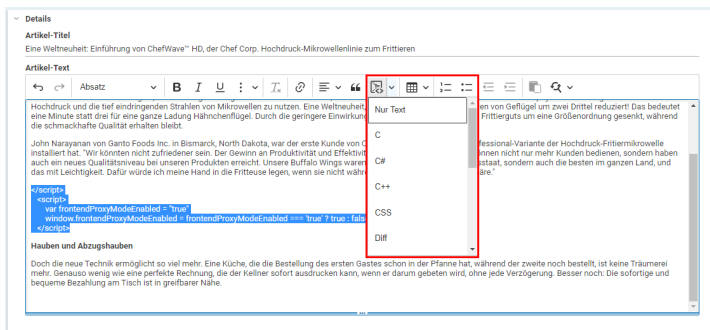 Details
Artikel-Titel
Eine Weltneuheit: Einführung von ChefWave™ HD, der Chef Corp. Hochdruck-Mikrowellenlinie zum Frittieren
Artikel-Text
Absatz
Hochdruck und die tief eindringenden Strahlen von Mikrowellen zu nutzen. Eine Weltneuheit, en von Geflügel um zwei Drittel reduziert! Das bedeutet
eine Minute statt drei für eine ganze Ladung Hähnchenflügel. Durch die geringere Einwirkung Frittierguts um eine Größenordnung gesenkt, während
die schmackhafte Qualität erhalten bleibt.
John Narayanan von Ganto Foods Inc. in Bismarck, North Dakota, war der erste Kunde von C fessional-Variante der Hochdruck-Fritiermikrowelle
installiert hat. "Wir könnten nicht zufriedener sein. Der Gewinn an Produktivität und Effektivit önnen nicht nur mehr Kunden bedienen, sondern haben
auch ein neues Qualitätsniveau bei unseren Produkten erreicht. Unsere Buffalo Wings waren sstaat, sondern auch die besten im ganzen Land, und
das mit Leichtigkeit. Dafür würde ich meine Hand in die Fritteuse legen, wenn sie nicht währe äre."
</script>
<script>
var frontendProxyModeEnabled = "true"
window.frontendProxyModeEnabled = frontendProxyModeEnabled === 'true' ? true : fals
</script>
Hauben und Abzugshauben
Doch die neue Technik ermöglicht so viel mehr. Eine Küche, die die Bestellung des ersten Gastes schon in der Pfanne hat, während der zweite noch bestellt, ist keine Träumerei
mehr. Genauso wenig wie eine perfekte Rechnung, die der Kellner sofort ausdrucken kann, wenn er darum gebeten wird, ohne jede Verzögerung. Besser noch: Die sofortige und
bequeme Bezahlung am Tisch ist in greifbarer Nähe.
Nur Text
C
C#
C++
CSS
Diff